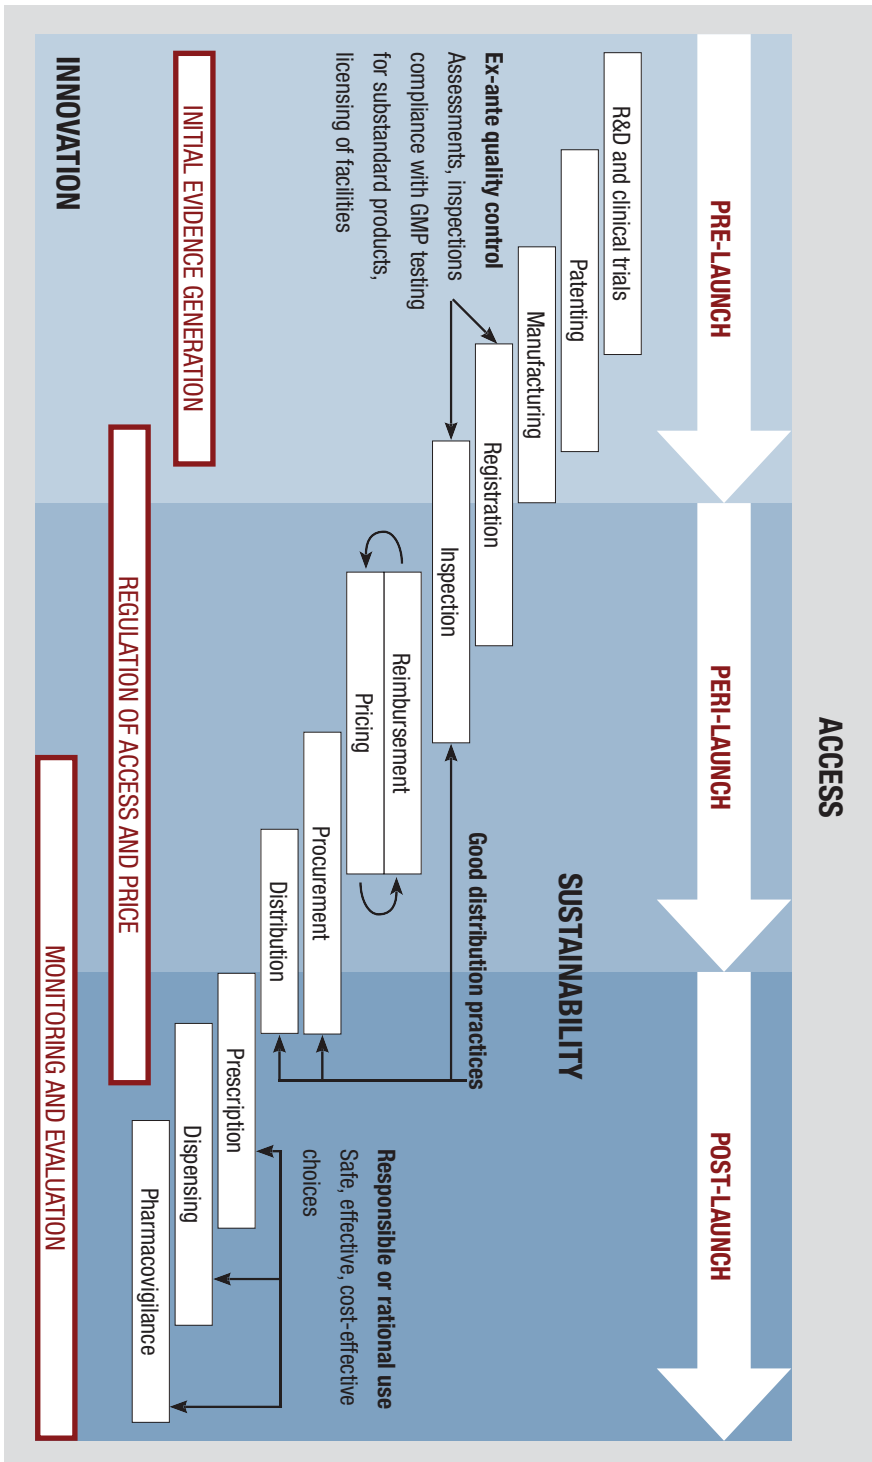 ACCESS
PRE-LAUNCH
PERI-LAUNCH
POST-LAUNCH
R&D and clinical trials
Patenting
Manufacturing
Registration
Inspection
Reimbursement
Pricing
Procurement
Distribution
Prescription
Dispensing
Pharmacovigilance
Ex-ante quality control
Assessments, inspections
compliance with GMP testing
for substandard products,
licensing of facilities
SUSTAINABILITY
Good distribution practices
Responsible or rational use
Safe, effective, cost-effective
choices
INITIAL EVIDENCE GENERATION
REGULATION OF ACCESS AND PRICE
MONITORING AND EVALUATION
INNOVATION